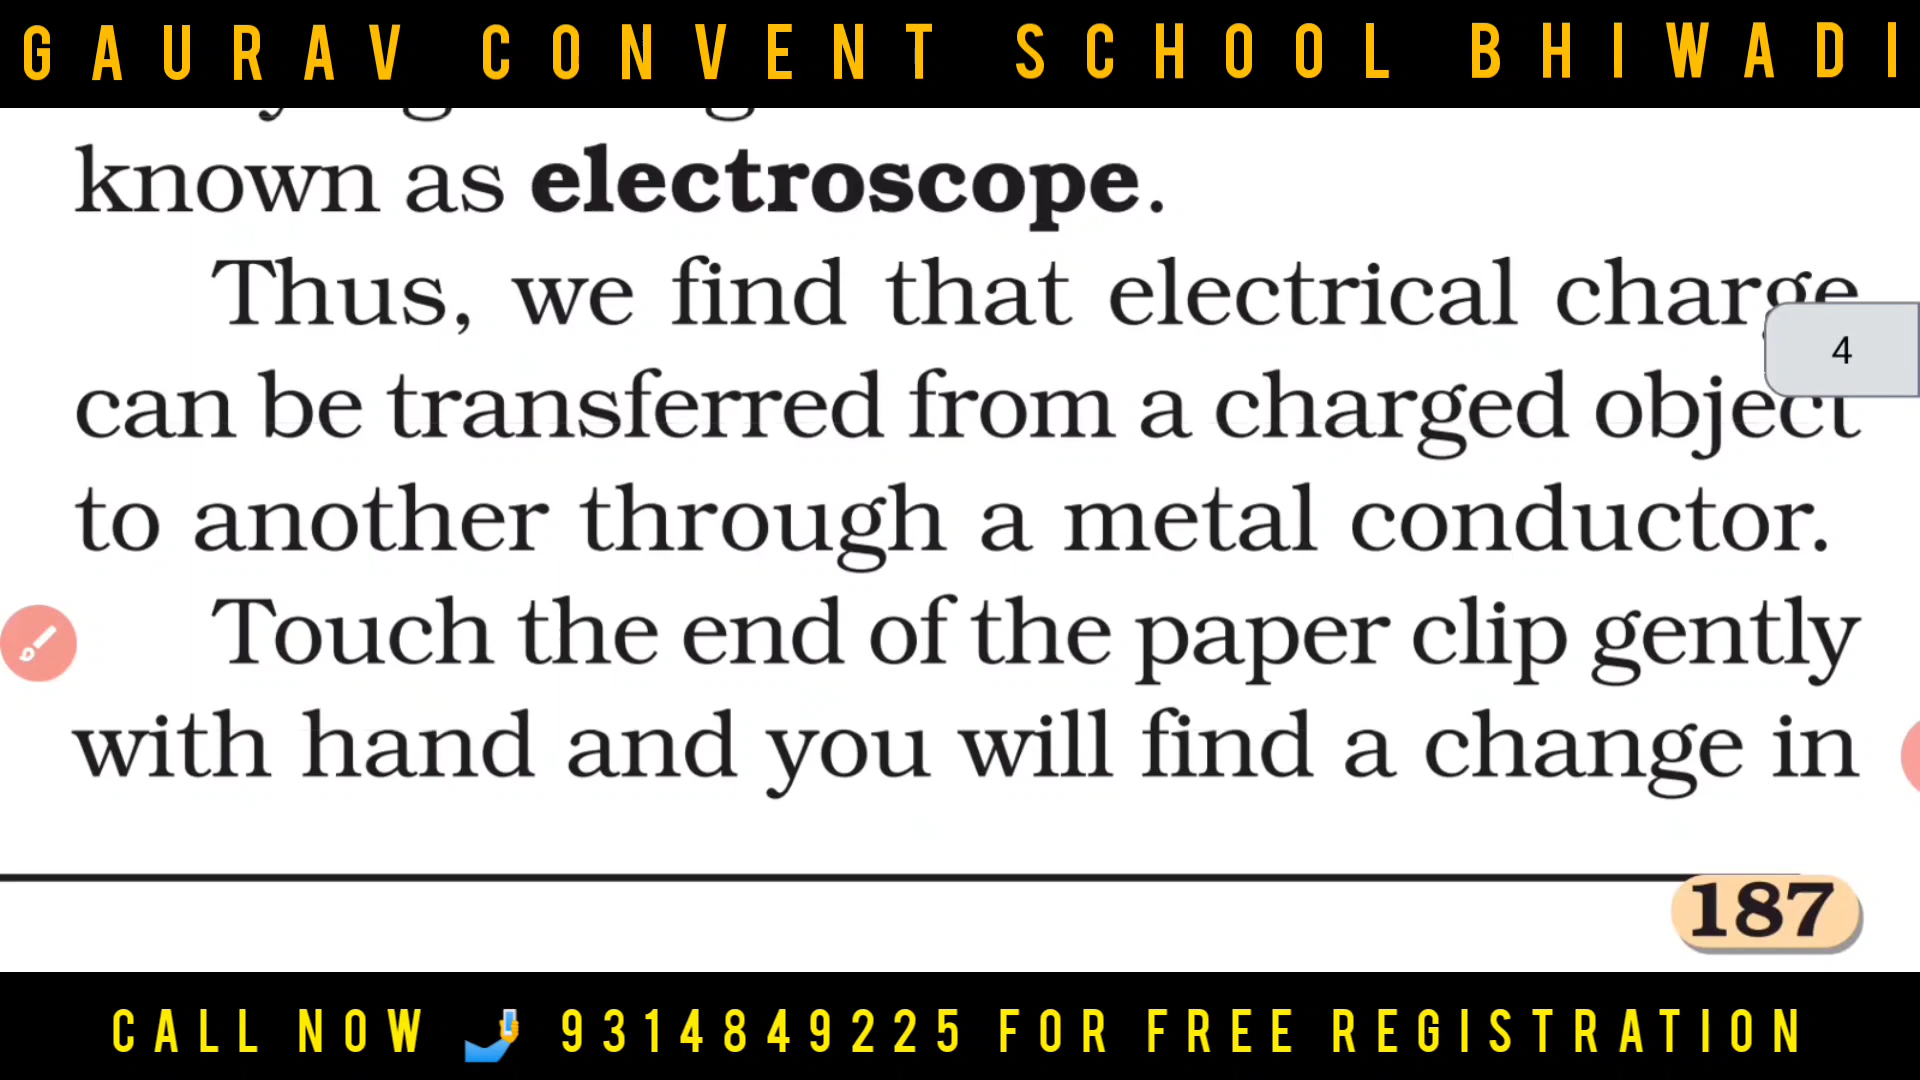 GAURAV CONVENT SCHOOL BHIWADI
known as electroscope.
Thus, we find that electrical charge
4
can be transferred from a charged object
to another through a metal conductor.
Touch the end of the paper clip gently
with hand and you will find a change in
187
CALL NOW 9314849225 FOR FREE REGISTRATION